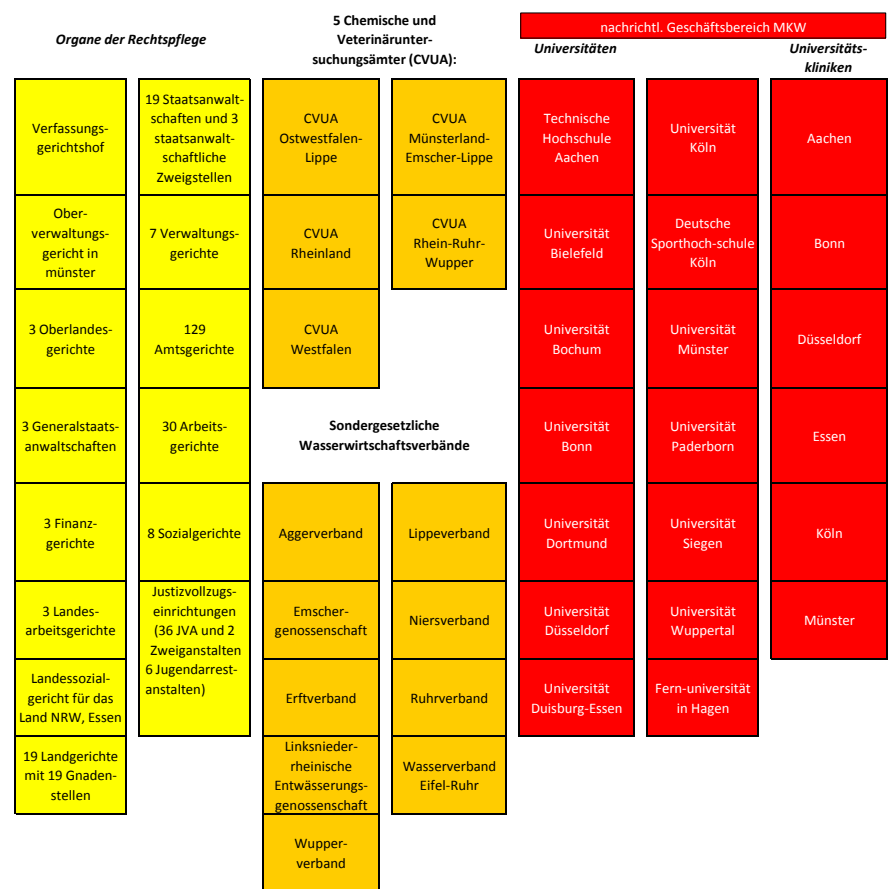 Organe der Rechtspflege
Verfassungs-
gerichtshof
Ober-
verwaltungs-
gericht in
münster
3 Oberlandes-
gerichte
3 Generalstaats-
anwaltschaften
3 Finanz-
gerichte
3 Landes-
arbeitsgerichte
Landessozial-
gericht für das
Land NRW, Essen
19 Landgerichte
mit 19 Gnaden-
stellen
19 Staatsanwalt-
schaften und 3
staatsanwalt-
schaftliche
Zweigstellen
7 Verwaltungs-
gerichte
129
Amtsgerichte
30 Arbeits-
gerichte
8 Sozialgerichte
Justizvollzugs-
einrichtungen
(36 JVA und 2
Zweiganstalten
6 Jugendarrest-
anstalten)
5 Chemische und
Veterinärunter-
suchungsämter (CVUA):
CVUA
Ostwestfalen-
Lippe
CVUA
Münsterland-
Emscher-Lippe
CVUA
Rheinland
CVUA
Rhein-Ruhr-
Wupper
CVUA
Westfalen
Sondergesetzliche
Wasserwirtschaftsverbände
Aggerverband
Lippeverband
Emscher-
genossenschaft
Niersverband
Erftverband
Ruhrverband
Linksnieder-
rheinische
Entwässerungs-
genossenschaft
Wasserverband
Eifel-Ruhr
Wupper-
verband
nachrichtl. Geschäftsbereich MKW
Universitäten
Technische
Hochschule
Aachen
Universität
Bielefeld
Universität
Bochum
Universität
Bonn
Universität
Dortmund
Universität
Düsseldorf
Universität
Duisburg-Essen
Universität
Köln
Deutsche
Sporthoch-schule
Köln
Universität
Münster
Universität
Paderborn
Universität
Siegen
Universität
Wuppertal
Fern-universität
in Hagen
Universitäts-
kliniken
Aachen
Bonn
Düsseldorf
Essen
Köln
Münster